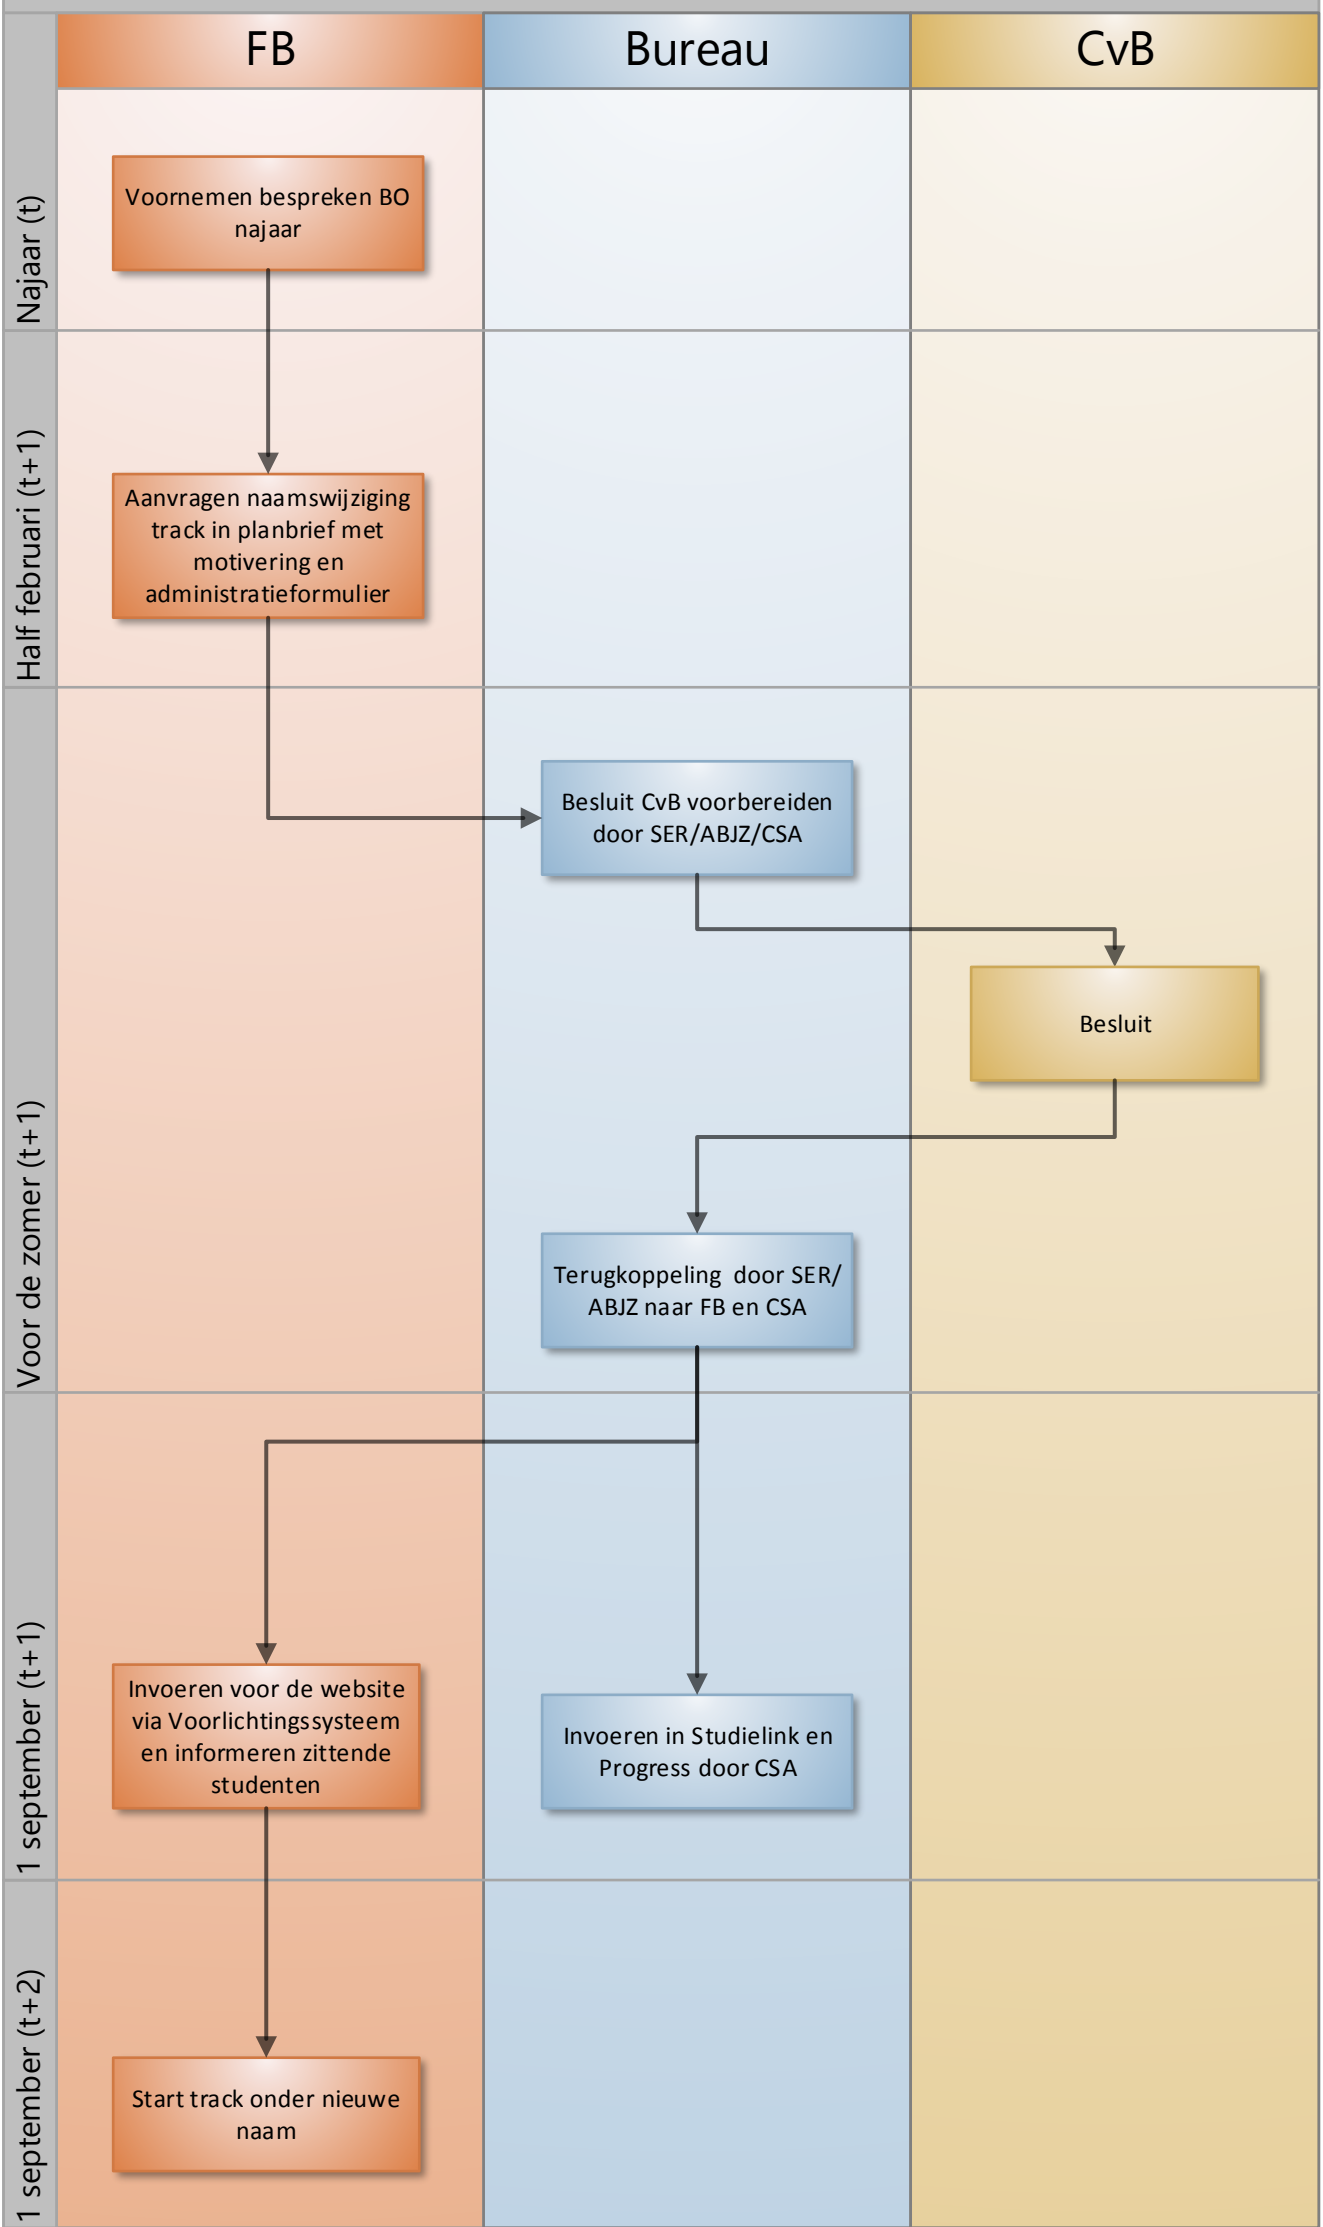 FB
Bureau
CvB
Najaar (t)
Voornemen bespreken BO
najaar
Half februari (t+1)
Aanvragen naamswijziging
track in planbrief met
motivering en
administratieformulier
Voor de zomer (t+1)
Besluit CvB voorbereiden
door SER/ABJZ/CSA
Besluit
Terugkoppeling door SER/
ABJZ naar FB en CSA
1 september (t+1)
Invoeren voor de website
via Voorlichtingssysteem
en informeren zittende
studenten
Invoeren in Studielink en
Progress door CSA
1 september (t+2)
Start track onder nieuwe
naam